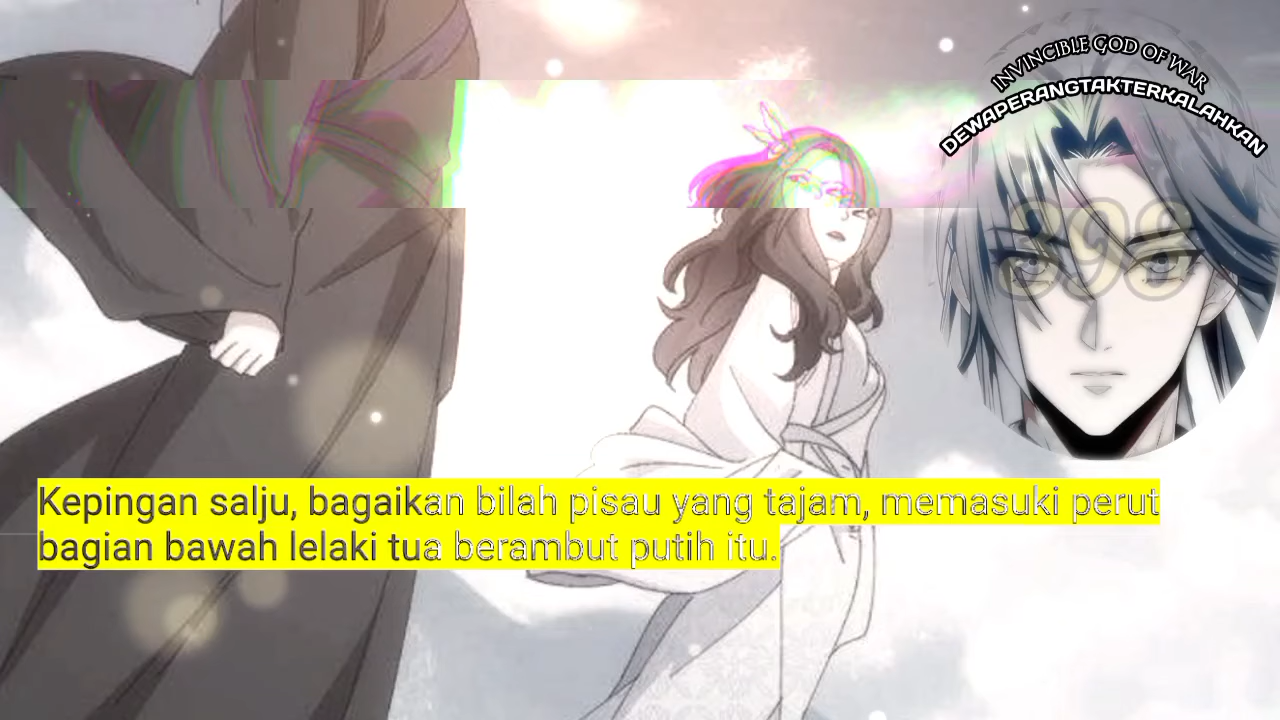 INVINCIBLE GOD OF WAR
DEWAPERANGTAKTERKALAHKAN
398
Kepingan salju, bagaikan bilah pisau yang tajam, memasuki perut
bagian bawah lelaki tua berambut putih itu.